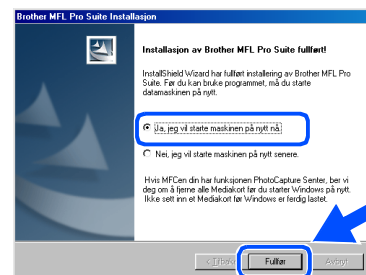 Brother MFL Pro Suite Installasjon
Installasjon av Brother MFL Pro Suite fullført!
InstallShield Wizard har fullført installering av Brother MFL Pro
Suite. Før du kan bruke programmet, må du starte
datamaskinen på nytt.
Ja, jeg vil starte maskinen på nytt nå.
Nei, jeg vil starte maskinen på nytt senere.
Hvis MFCen din har funksjonen PhotoCapture Center, ber vi
deg om å fjerne alle Mediakort før du starter Windows på nytt.
Ikke sett inn et Mediakort før Windows er ferdig lastet.
< Tilbake Fullfør Avbryt